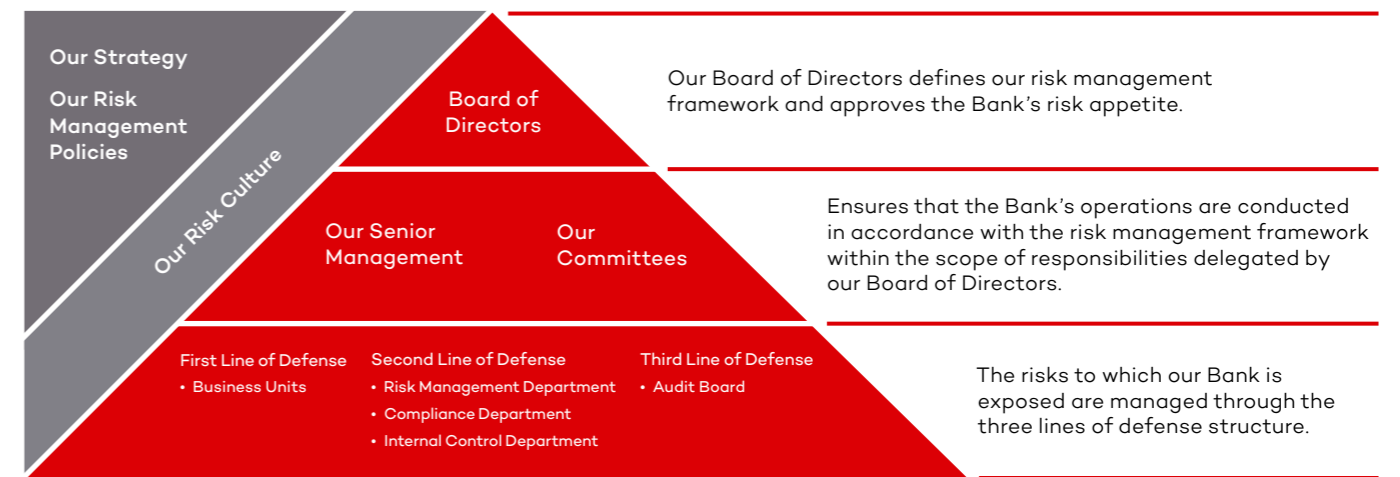 Our Strategy
Our Risk
Management
Policies
Our Risk Culture
Board of
Directors
Our Board of Directors defines our risk management
framework and approves the Bank’s risk appetite.
Our Senior
Management
Our
Committees
Ensures that the Bank’s operations are conducted
in accordance with the risk management framework
within the scope of responsibilities delegated by
our Board of Directors.
First Line of Defense
• Business Units
Second Line of Defense
• Risk Management Department
• Compliance Department
• Internal Control Department
Third Line of Defense
• Audit Board
The risks to which our Bank is
exposed are managed through the
three lines of defense structure.